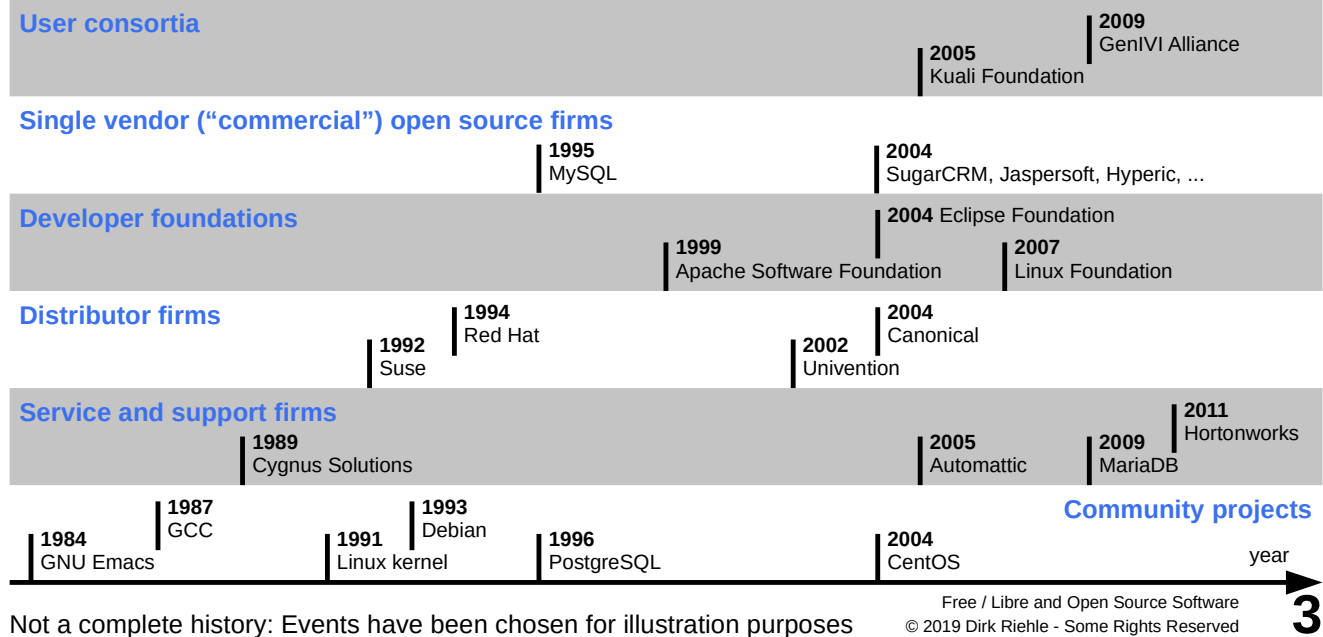 User consortia
2009
GenIVI Alliance
2005
Kuali Foundation
Single vendor (“commercial”) open source firms
1995
MySQL
2004
SugarCRM, Jaspersoft, Hyperic, ...
Developer foundations
2004 Eclipse Foundation
1999
Apache Software Foundation
2007
Linux Foundation
Distributor firms
1994
Red Hat
2004
Canonical
1992
Suse
2002
Univention
Service and support firms
2011
Hortonworks
1989
Cygnus Solutions
2005
Automattic
2009
MariaDB
Community projects
1987
GCC
1993
Debian
1984
GNU Emacs
1991
Linux kernel
1996
PostgreSQL
2004
CentOS
year
Not a complete history: Events have been chosen for illustration purposes
Free / Libre and Open Source Software
© 2019 Dirk Riehle - Some Rights Reserved
3